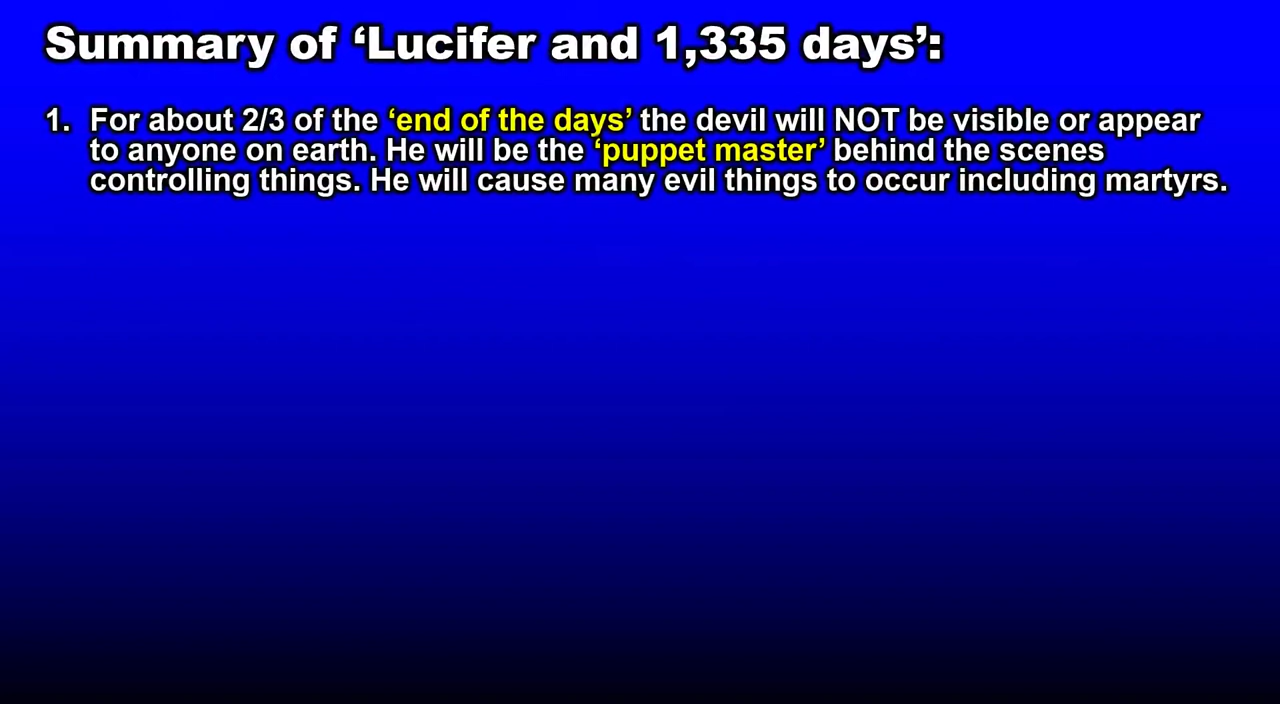 Summary of ‘Lucifer and 1,335 days’:
1. For about 2/3 of the ‘end of the days’ the devil will NOT be visible or appear
to anyone on earth. He will be the ‘puppet master’ behind the scenes
controlling things. He will cause many evil things to occur including martyrs.